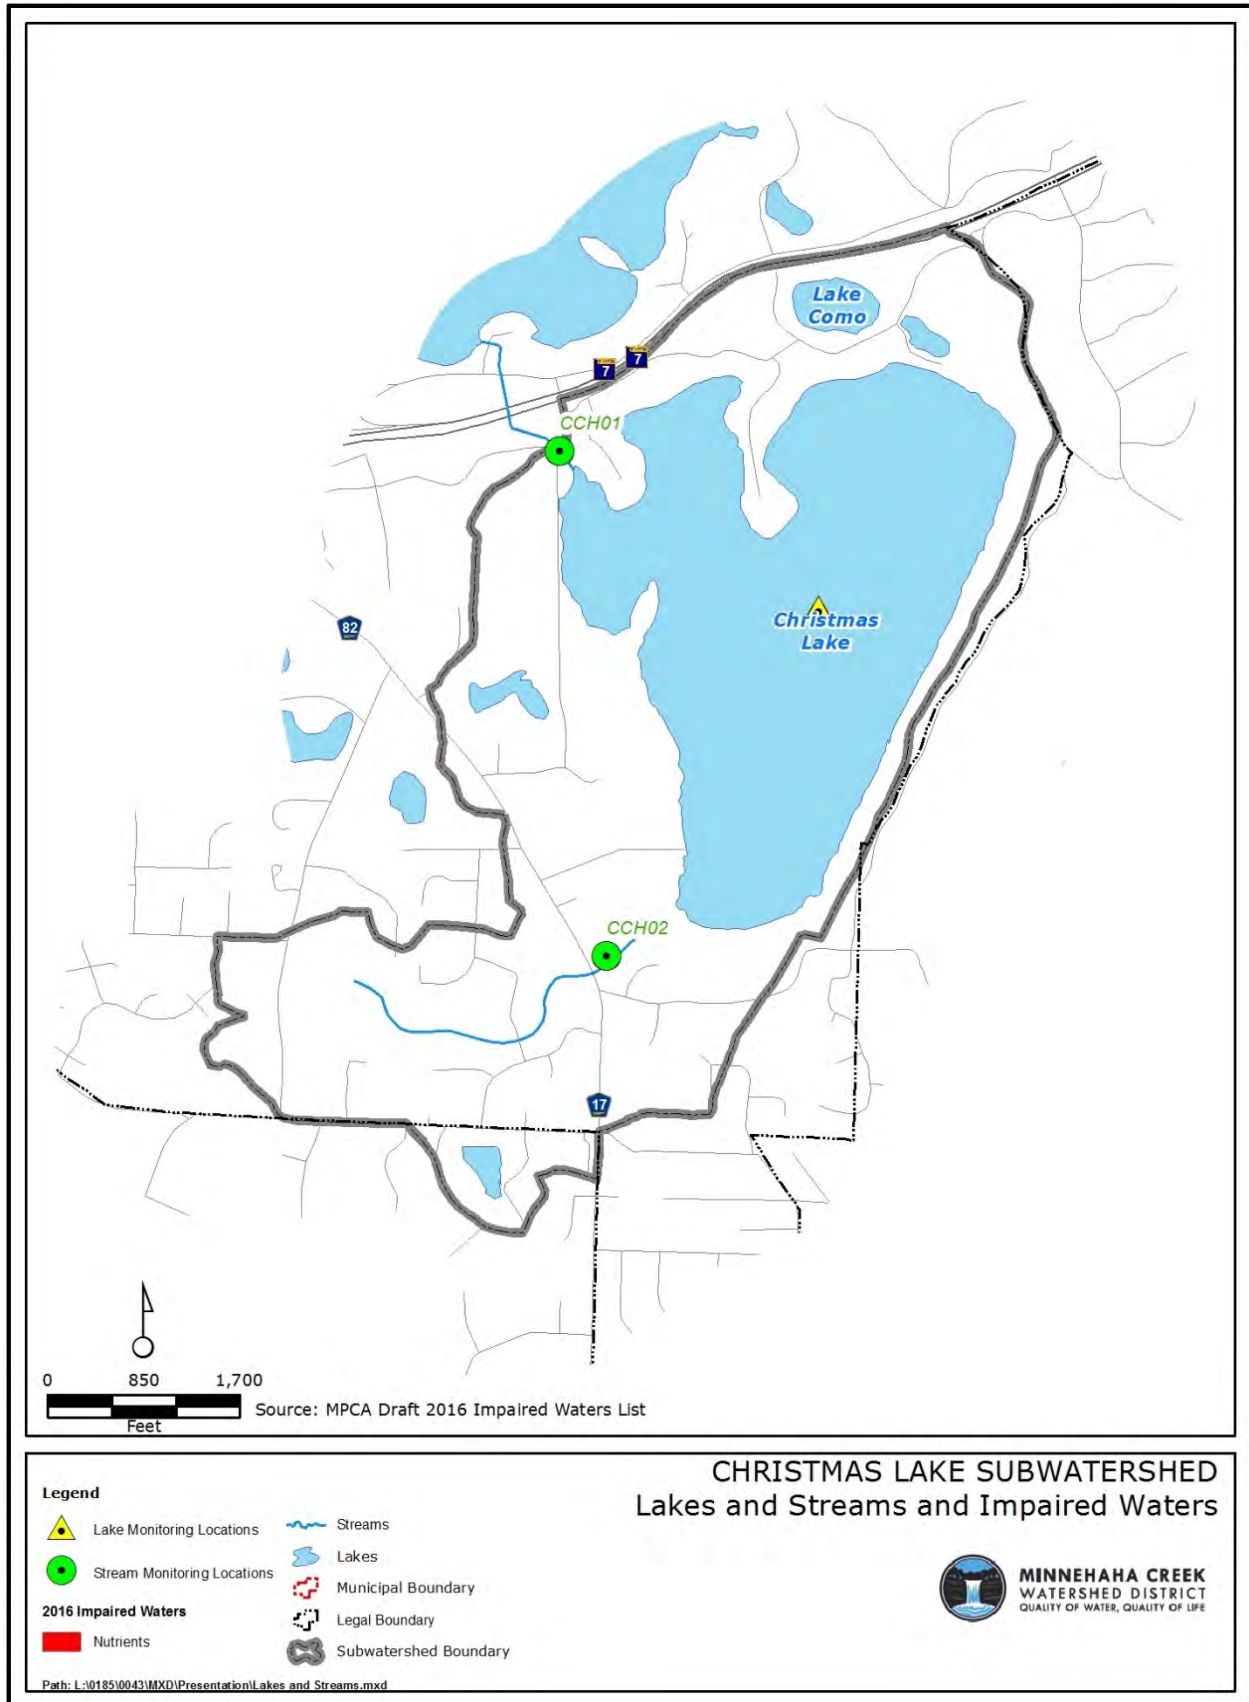 Lake
Como
7
7
CCH01
Christmas
Lake
82
CCH02
17
0 850 1,700
Feet
Source: MPCA Draft 2016 Impaired Waters List
CHRISTMAS LAKE SUBWATERSHED
Lakes and Streams and Impaired Waters
Legend
Lake Monitoring Locations
Stream Monitoring Locations
2016 Impaired Waters
Nutrients
Streams
Lakes
Municipal Boundary
Legal Boundary
Subwatershed Boundary
MINNEHAHA CREEK
WATERSHED DISTRICT
QUALITY OF WATER, QUALITY OF LIFE
Path: L:\0185\0043\MXD\Presentation\Lakes and Streams.mxd